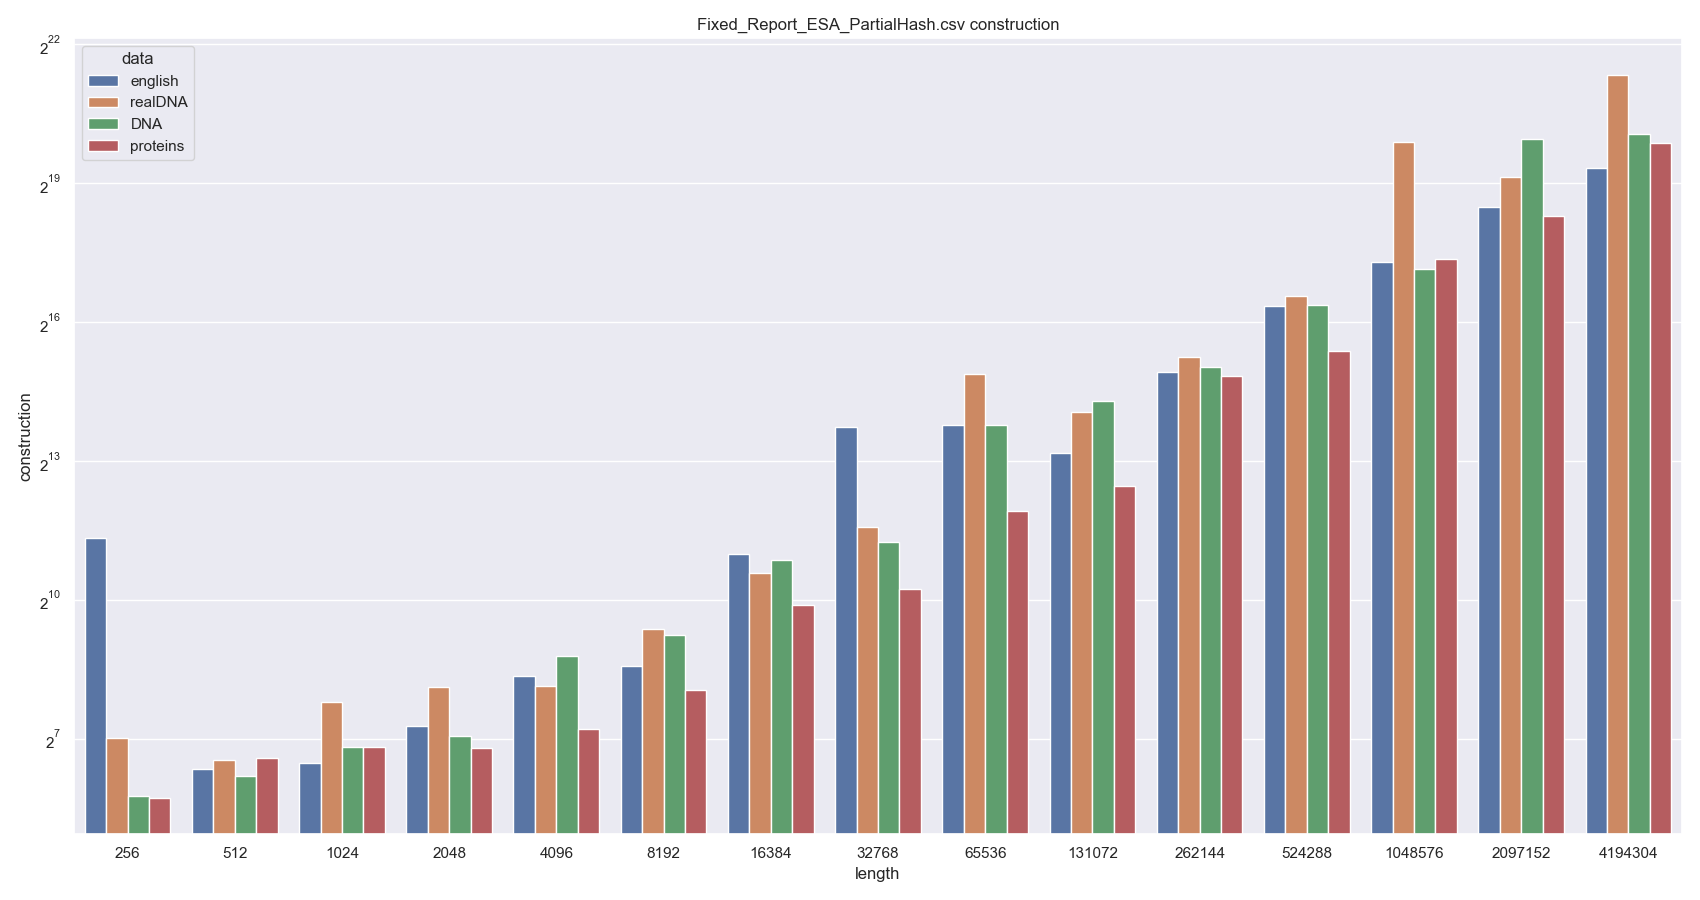 Fixed_Report_ESA_PartialHash.csv construction
data
english
realDNA
DNA
proteins
2^22
2^19
2^16
2^13
2^10
2^7
construction
256 512 1024 2048 4096 8192 16384 32768 65536 131072 262144 524288 1048576 2097152 4194304
length